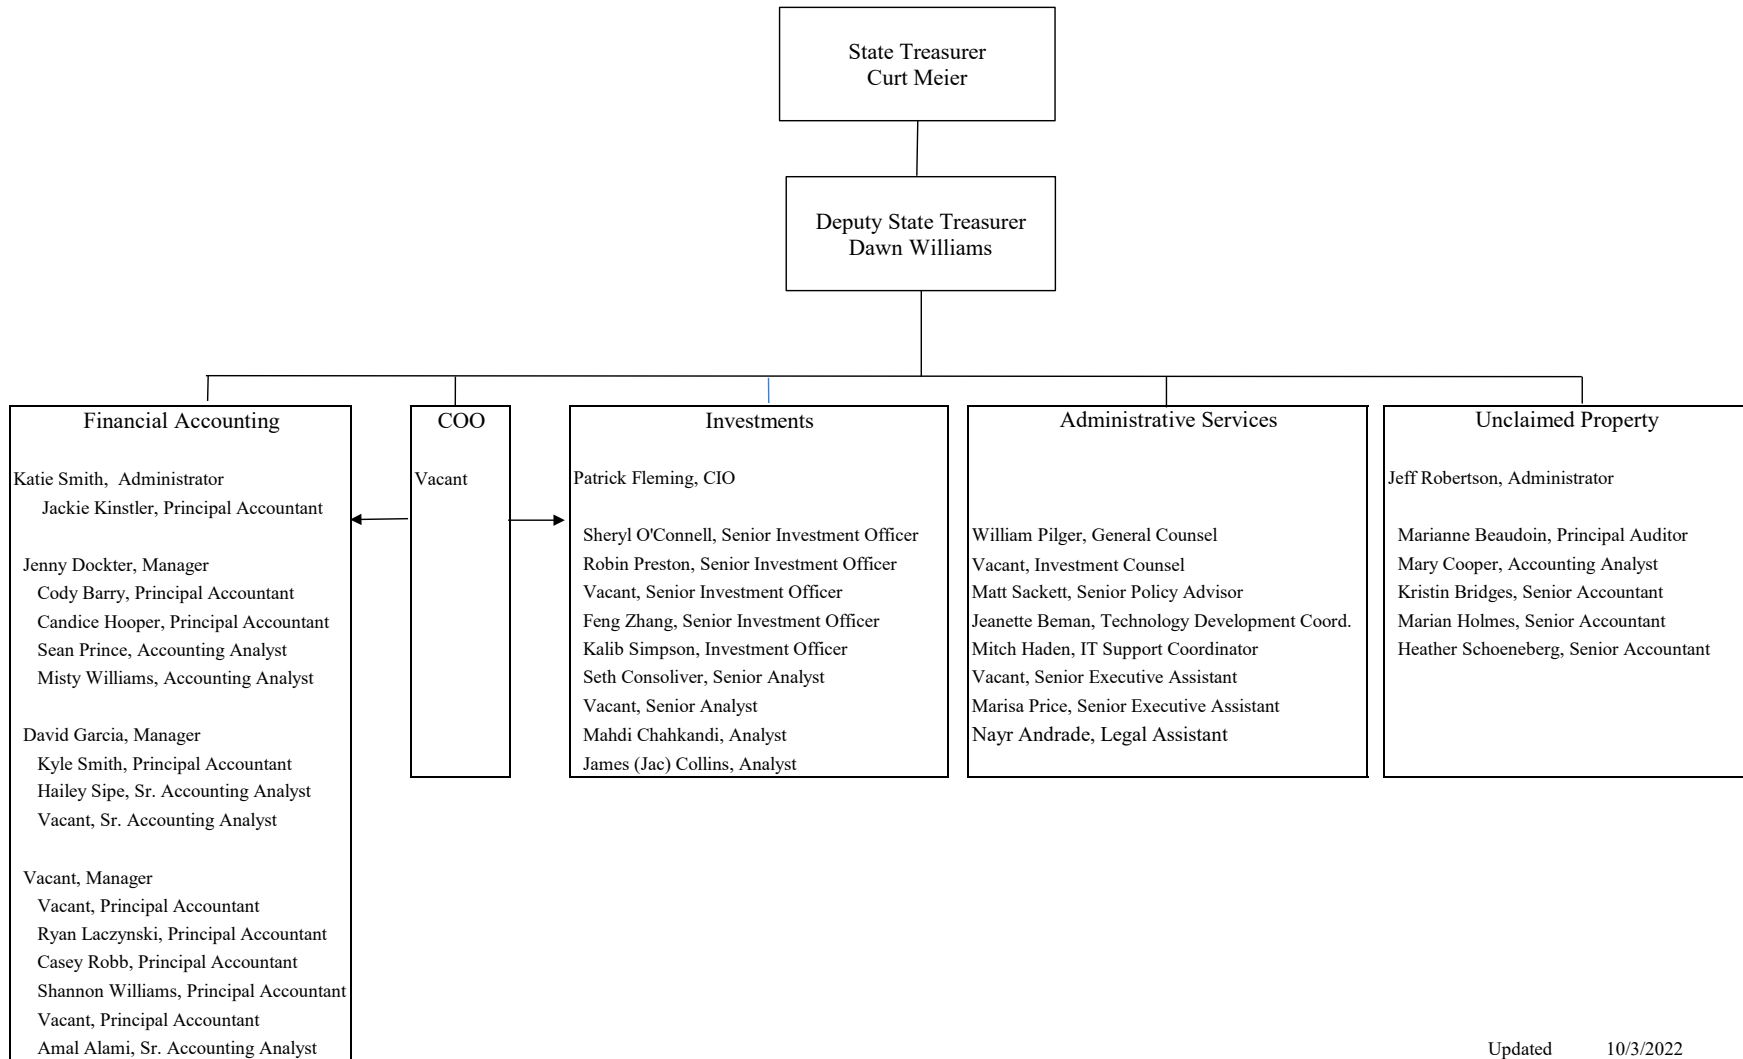 State Treasurer
Curt Meier
Deputy State Treasurer
Dawn Williams
Financial Accounting
Katie Smith, Administrator
Jackie Kinstler, Principal Accountant
Jenny Dockter, Manager
Cody Barry, Principal Accountant
Candice Hooper, Principal Accountant
Sean Prince, Accounting Analyst
Misty Williams, Accounting Analyst
David Garcia, Manager
Kyle Smith, Principal Accountant
Hailey Sipe, Sr. Accounting Analyst
Vacant, Sr. Accounting Analyst
Vacant, Manager
Vacant, Principal Accountant
Ryan Laczynski, Principal Accountant
Casey Robb, Principal Accountant
Shannon Williams, Principal Accountant
Vacant, Principal Accountant
Amal Alami, Sr. Accounting Analyst
COO
Vacant
Investments
Patrick Fleming, CIO
Sheryl O'Connell, Senior Investment Officer
Robin Preston, Senior Investment Officer
Vacant, Senior Investment Officer
Feng Zhang, Senior Investment Officer
Kalib Simpson, Investment Officer
Seth Consoliver, Senior Analyst
Vacant, Senior Analyst
Mahdi Chahkandi, Analyst
James (Jac) Collins, Analyst
Administrative Services
William Pilger, General Counsel
Vacant, Investment Counsel
Matt Sackett, Senior Policy Advisor
Jeanette Beman, Technology Development Coord.
Mitch Haden, IT Support Coordinator
Vacant, Senior Executive Assistant
Marisa Price, Senior Executive Assistant
Nayr Andrade, Legal Assistant
Unclaimed Property
Jeff Robertson, Administrator
Marianne Beaudoin, Principal Auditor
Mary Cooper, Accounting Analyst
Kristin Bridges, Senior Accountant
Marian Holmes, Senior Accountant
Heather Schoeneberg, Senior Accountant
Updated 10/3/2022